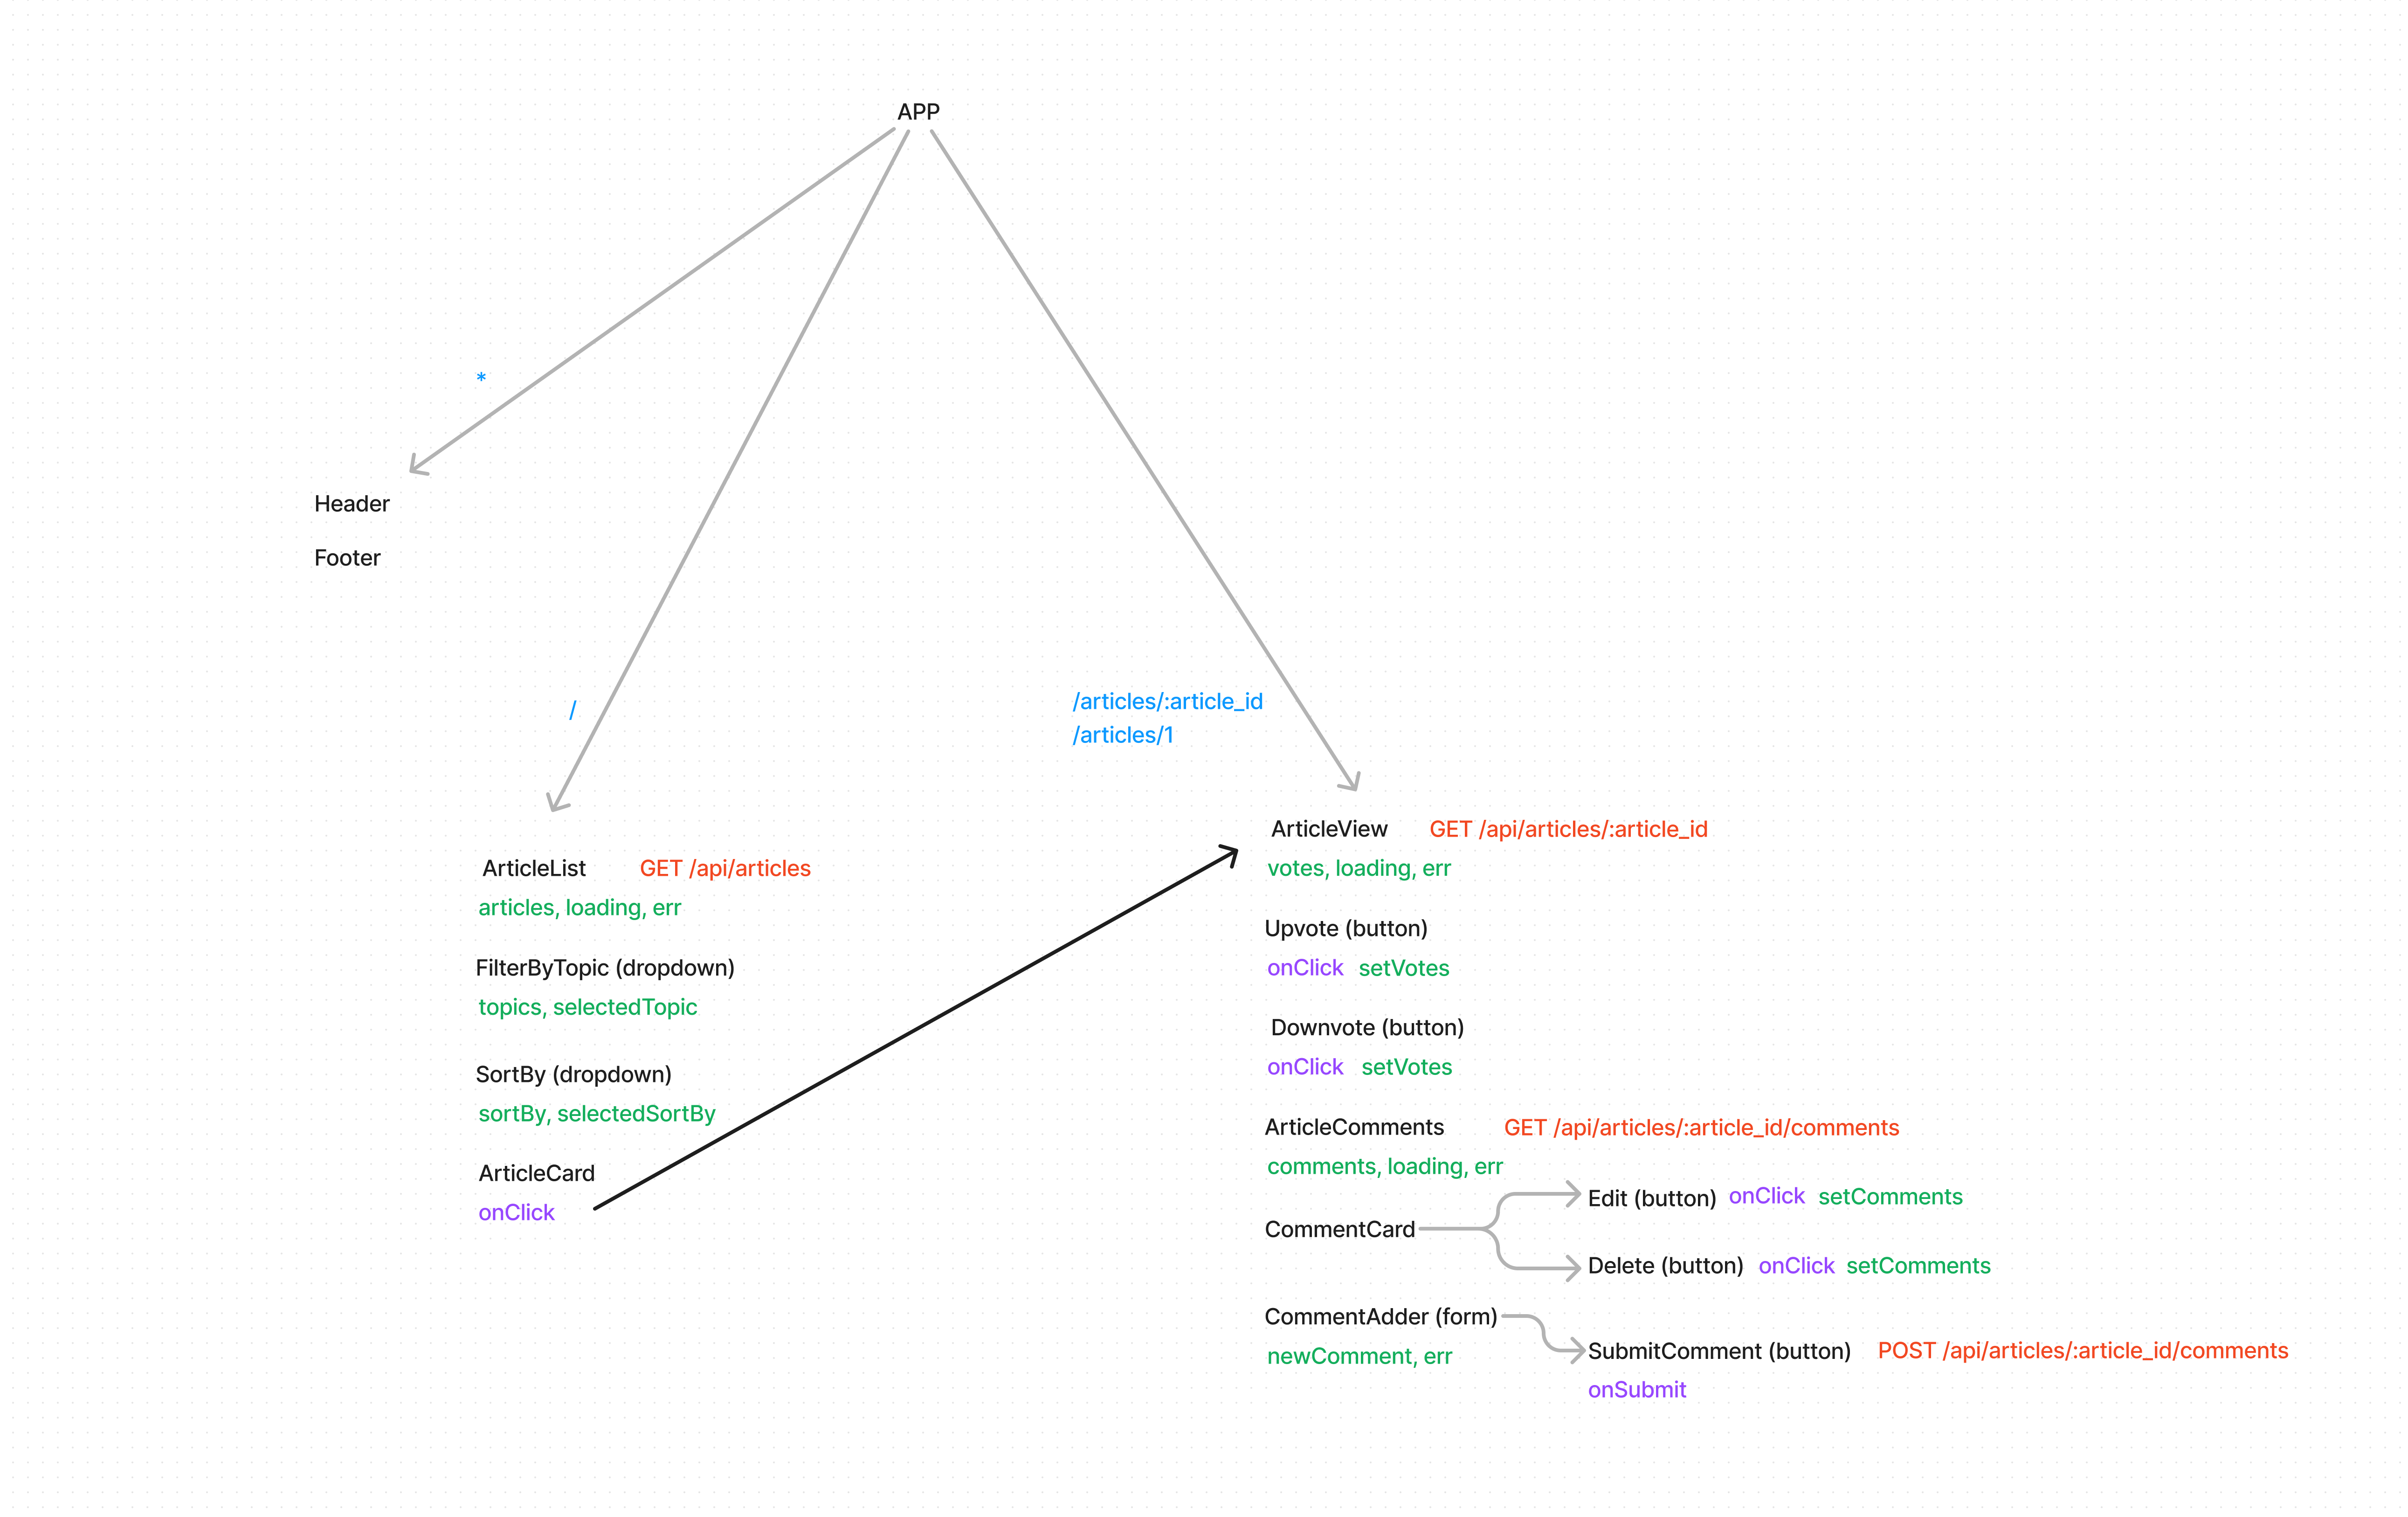 APP
*
Header
Footer
/
/articles/:article_id
/articles/1
ArticleList GET /api/articles
articles, loading, err
FilterByTopic (dropdown)
topics, selectedTopic
SortBy (dropdown)
sortBy, selectedSortBy
ArticleCard
onClick
ArticleView GET /api/articles/:article_id
votes, loading, err
Upvote (button)
onClick setVotes
Downvote (button)
onClick setVotes
ArticleComments GET /api/articles/:article_id/comments
comments, loading, err
CommentCard
Edit (button) onClick setComments
Delete (button) onClick setComments
CommentAdder (form)
newComment, err
SubmitComment (button) POST /api/articles/:article_id/comments
onSubmit